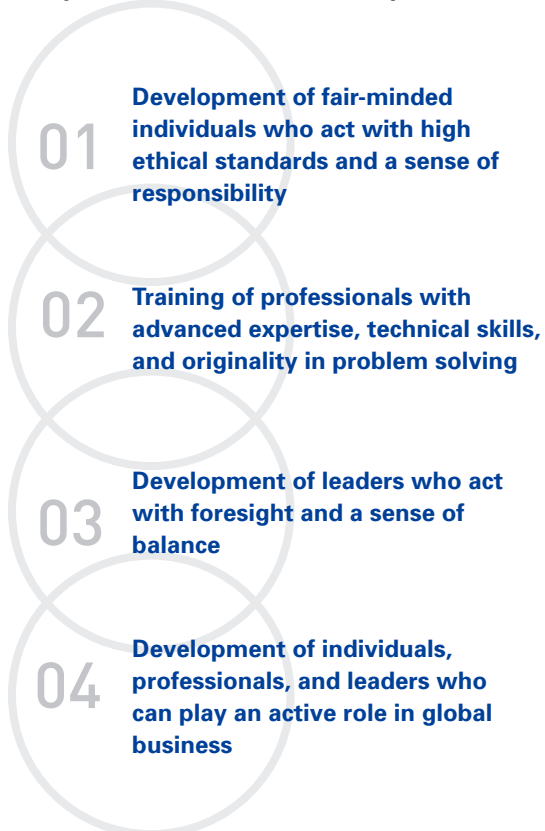 01
Development of fair-minded
individuals who act with high
ethical standards and a sense of
responsibility
02
Training of professionals with
advanced expertise, technical skills,
and originality in problem solving
03
Development of leaders who act
with foresight and a sense of
balance
04
Development of individuals,
professionals, and leaders who
can play an active role in global
business